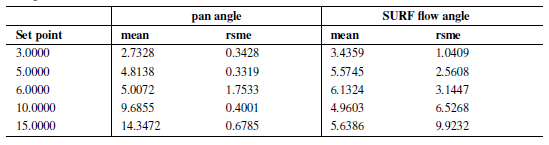 pan angle SURF flow angle
Set point mean rsme mean rsme
3.0000 2.7328 0.3428 3.4359 1.0409
5.0000 4.8138 0.3319 5.5745 2.5608
6.0000 5.0072 1.7533 6.1324 3.1447
10.0000 9.6855 0.4001 4.9603 6.5268
15.0000 14.3472 0.6785 5.6386 9.9232